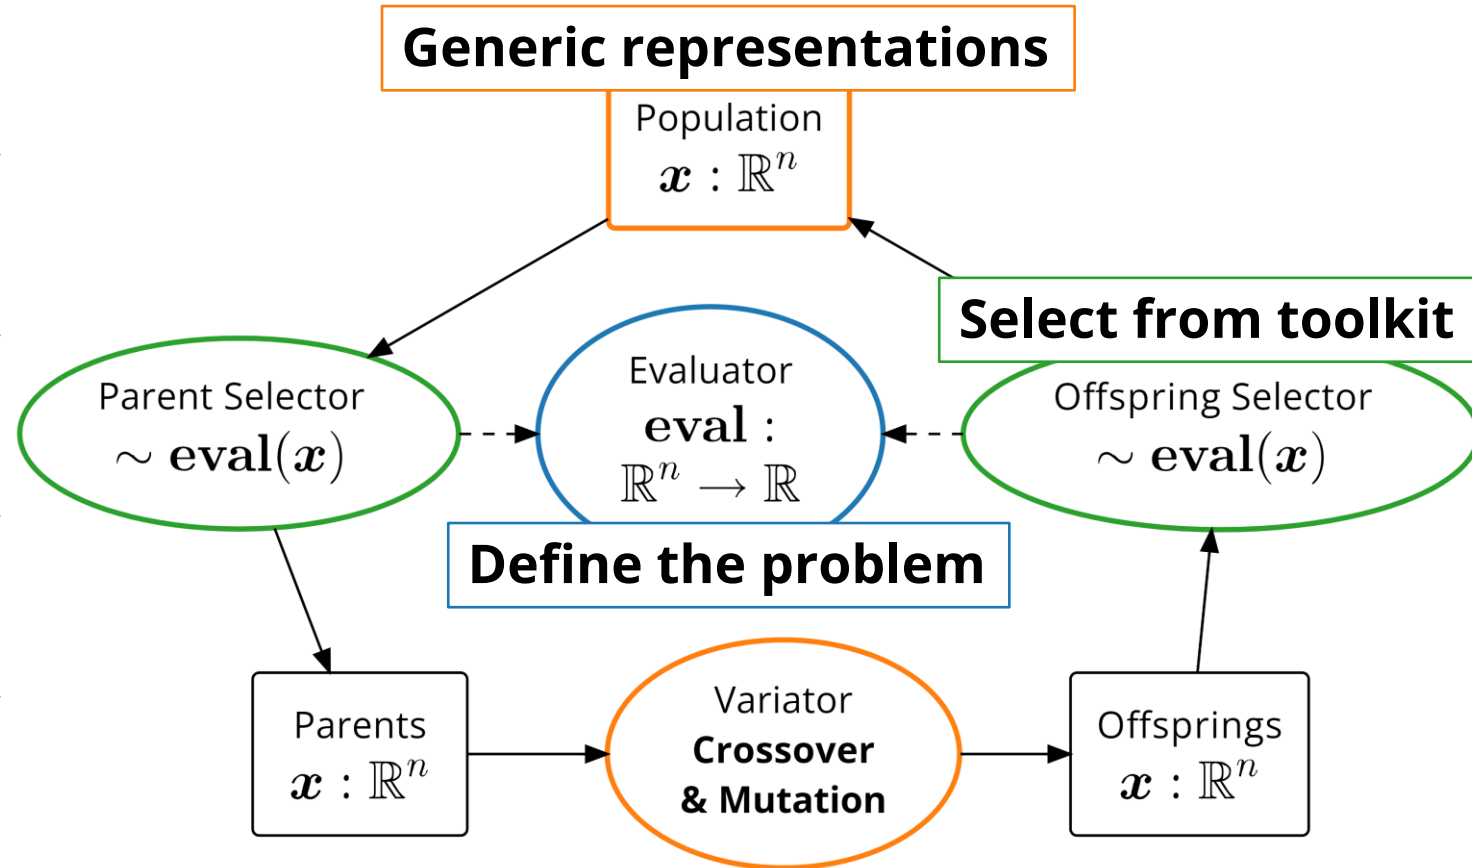 Generic representations
Population
x : ℝⁿ
Select from toolkit
Parent Selector
∼ eval(x)
Evaluator
eval :
ℝⁿ → ℝ
Offspring Selector
∼ eval(x)
Define the problem
Parents
x : ℝⁿ
Variator
Crossover
& Mutation
Offsprings
x : ℝⁿ